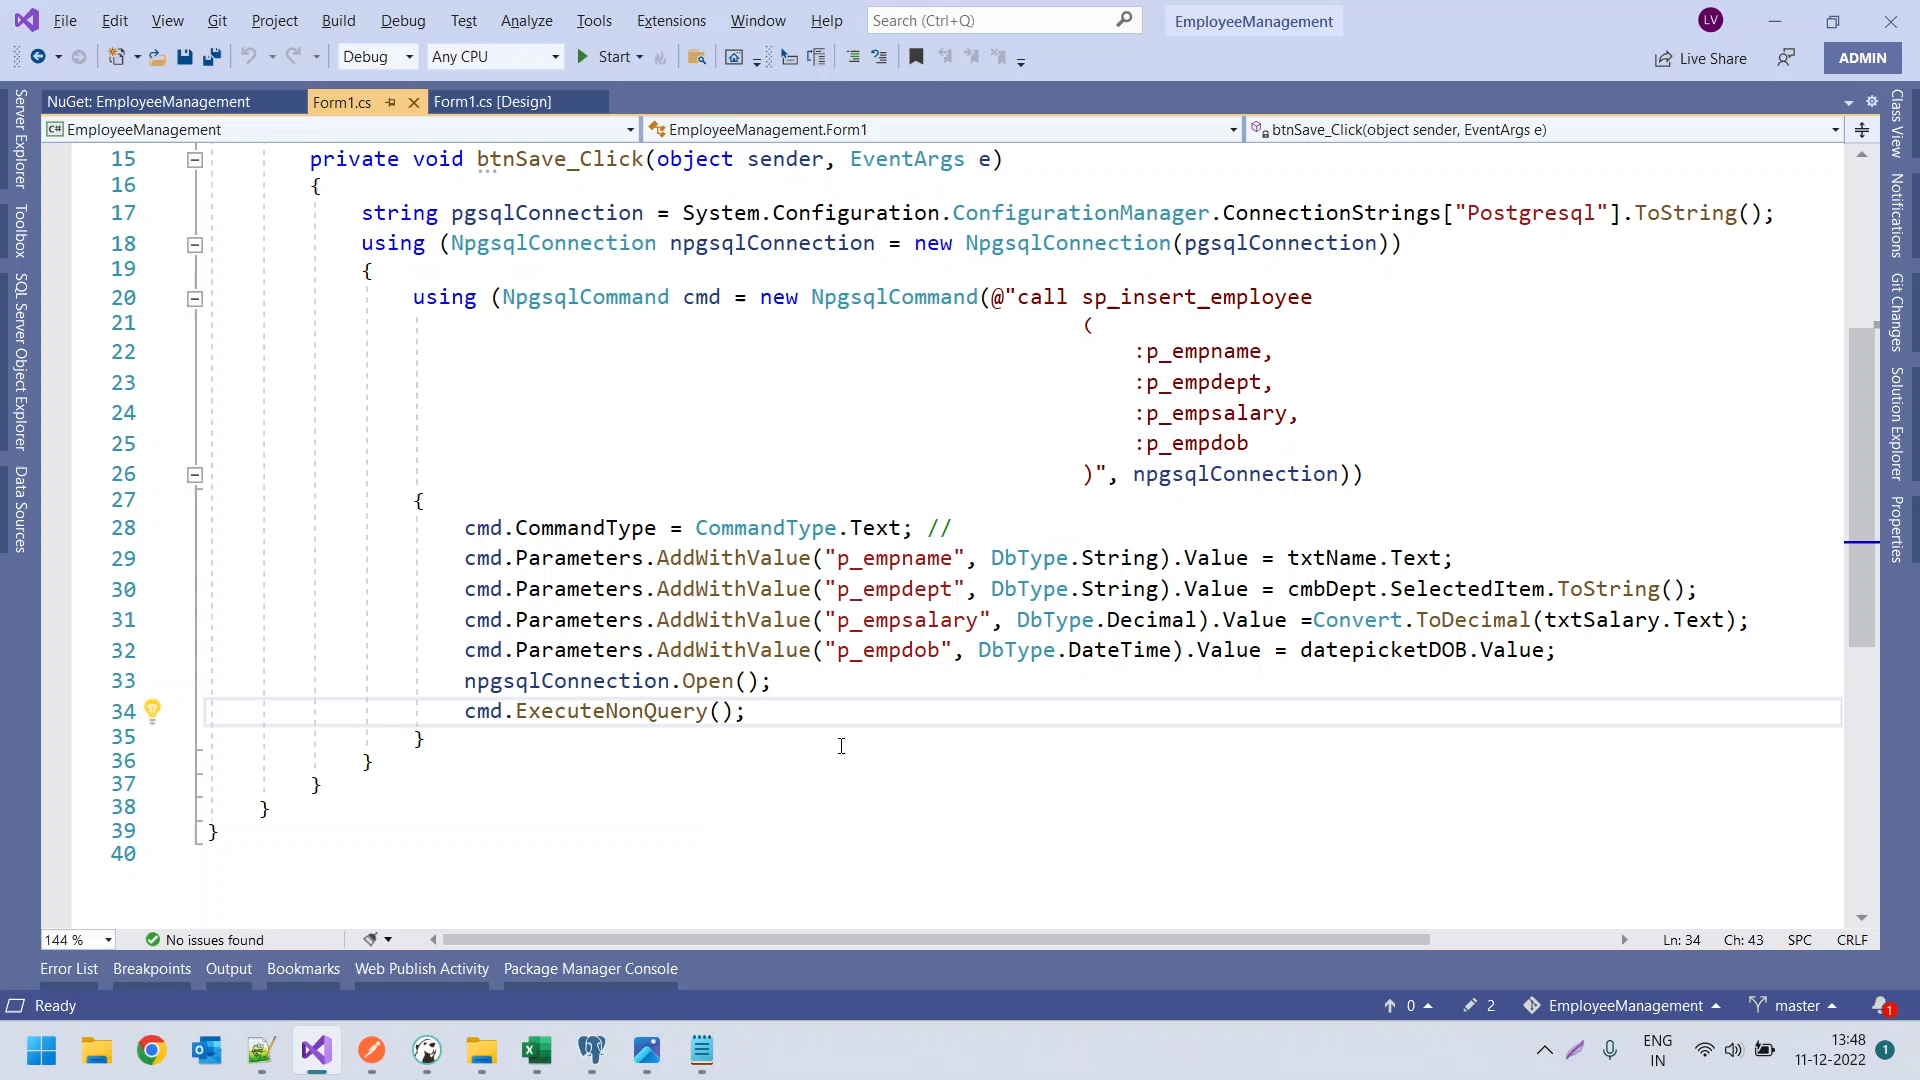 File Edit View Git Project Build Debug Test Analyze Tools Extensions Window Help Search (Ctrl+Q) EmployeeManagement LV
Debug Any CPU Start Live Share ADMIN
NuGet: EmployeeManagement Form1.cs Form1.cs [Design]
C# EmployeeManagement EmployeeManagement.Form1 btnSave_Click(object sender, EventArgs e)
Server Explorer
Toolbox
SQL Server Object Explorer
Data Sources
15 private void btnSave_Click(object sender, EventArgs e)
16 {
17 string pgsqlConnection = System.Configuration.ConfigurationManager.ConnectionStrings["Postgresql"].ToString();
18 using (NpgsqlConnection npgsqlConnection = new NpgsqlConnection(pgsqlConnection))
19 {
20 using (NpgsqlCommand cmd = new NpgsqlCommand(@"call sp_insert_employee
21 (
22 :p_empname,
23 :p_empdept,
24 :p_empsalary,
25 :p_empdob
26 )", npgsqlConnection))
27 {
28 cmd.CommandType = CommandType.Text; //
29 cmd.Parameters.AddWithValue("p_empname", DbType.String).Value = txtName.Text;
30 cmd.Parameters.AddWithValue("p_empdept", DbType.String).Value = cmbDept.SelectedItem.ToString();
31 cmd.Parameters.AddWithValue("p_empsalary", DbType.Decimal).Value =Convert.ToDecimal(txtSalary.Text);
32 cmd.Parameters.AddWithValue("p_empdob", DbType.DateTime).Value = datepicketDOB.Value;
33 npgsqlConnection.Open();
34 cmd.ExecuteNonQuery();
35 }
36 }
37 }
38 }
39 }
40
Class View
Notifications
Git Changes
Solution Explorer
Properties
144 % No issues found Ln: 34 Ch: 43 SPC CRLF
Error List Breakpoints Output Bookmarks Web Publish Activity Package Manager Console
Ready 0 2 EmployeeManagement master 1
ENG IN 13:48 11-12-2022 1